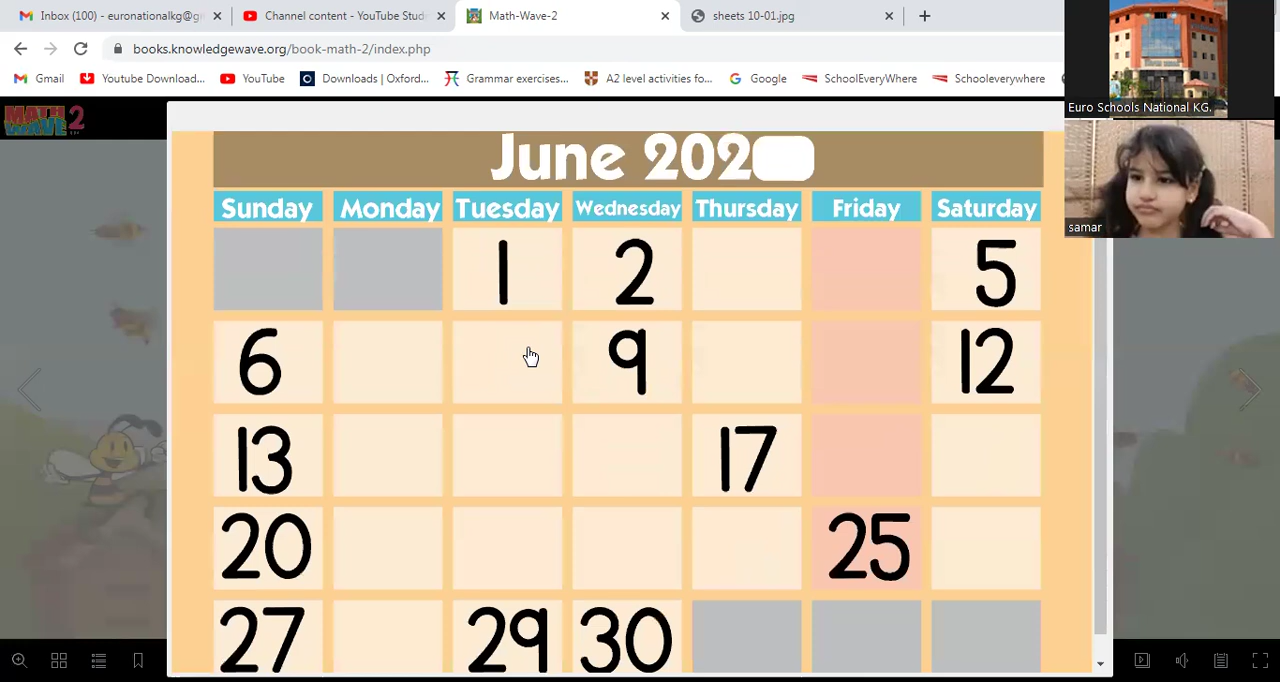 Inbox (100) - euronationalkg@g
Channel content - YouTube Stud
Math-Wave-2
sheets 10-01.jpg
books.knowledgewave.org/book-math-2/index.php
Gmail
Youtube Download...
YouTube
Downloads | Oxford...
Grammar exercises...
A2 level activities fo...
Google
SchoolEveryWhere
Schooleverywhere
Euro Schools National KG.
samar
MATH
WAVE 2
June 202
Sunday Monday Tuesday Wednesday Thursday Friday Saturday
1 2 5
6 9 12
13 17
20 25
27 29 30